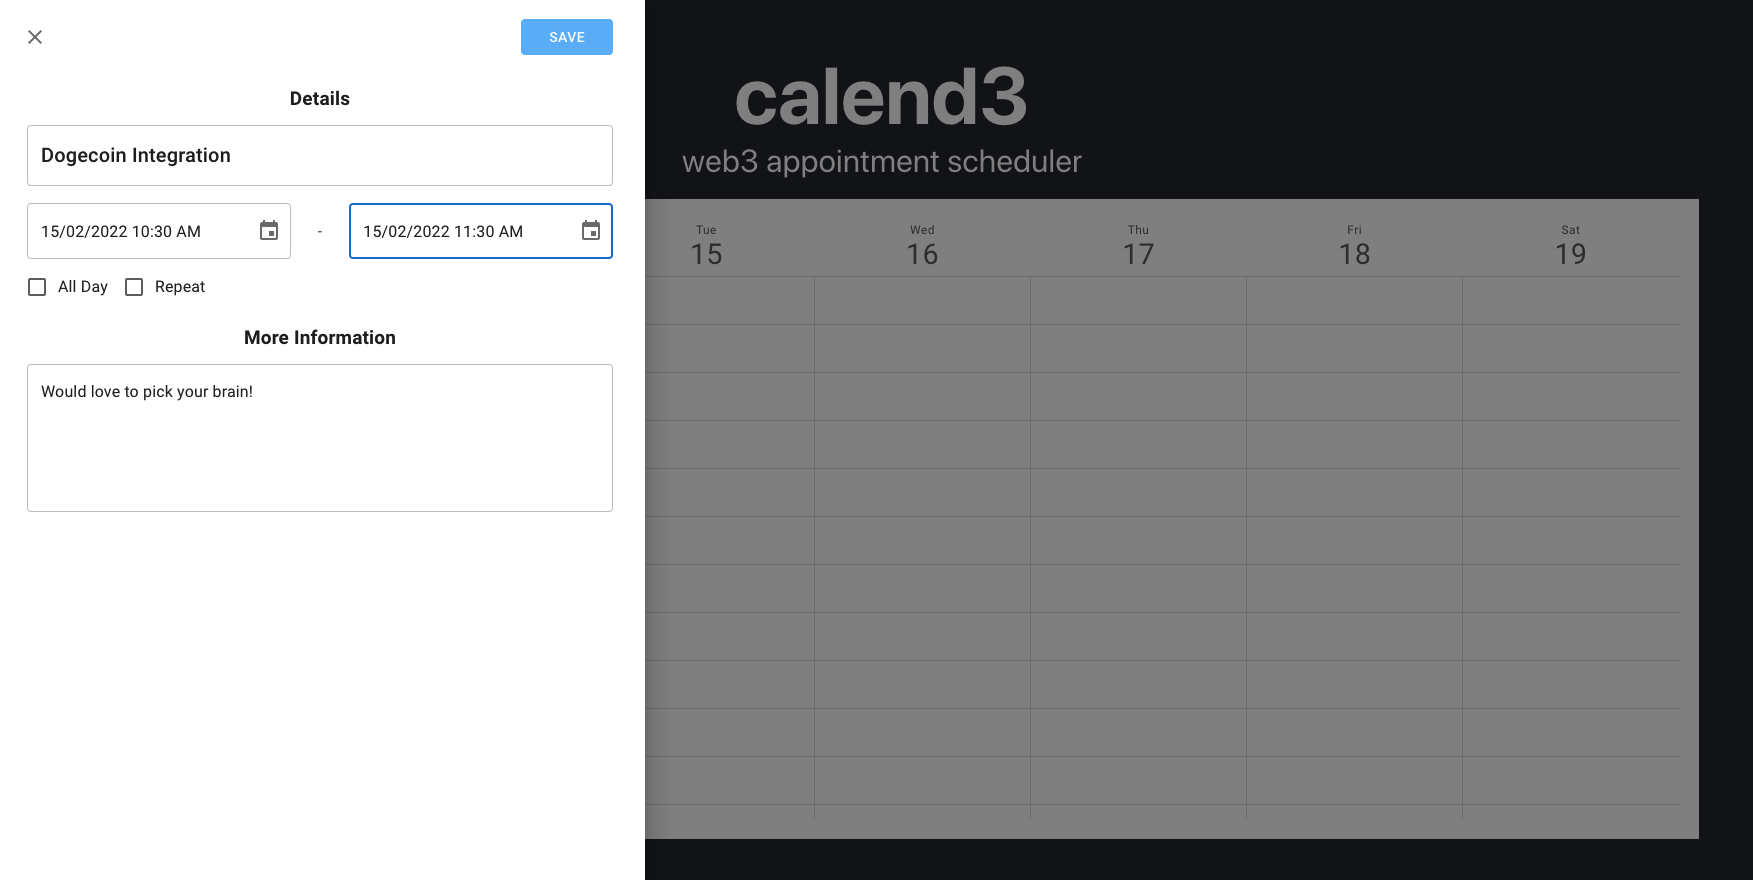 SAVE
Details
Dogecoin Integration
15/02/2022 10:30 AM - 15/02/2022 11:30 AM
All Day Repeat
More Information
Would love to pick your brain!
calend3
web3 appointment scheduler
Tue Wed Thu Fri Sat
15 16 17 18 19